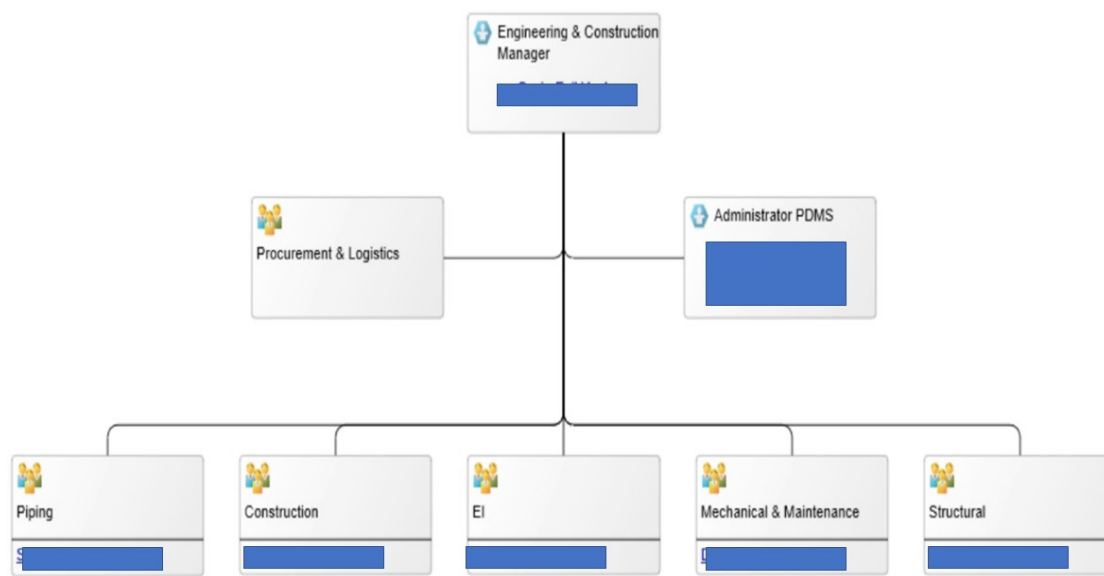 Engineering & Construction
Manager
Procurement & Logistics
Administrator PDMS
Piping
Construction
EI
Mechanical & Maintenance
Structural